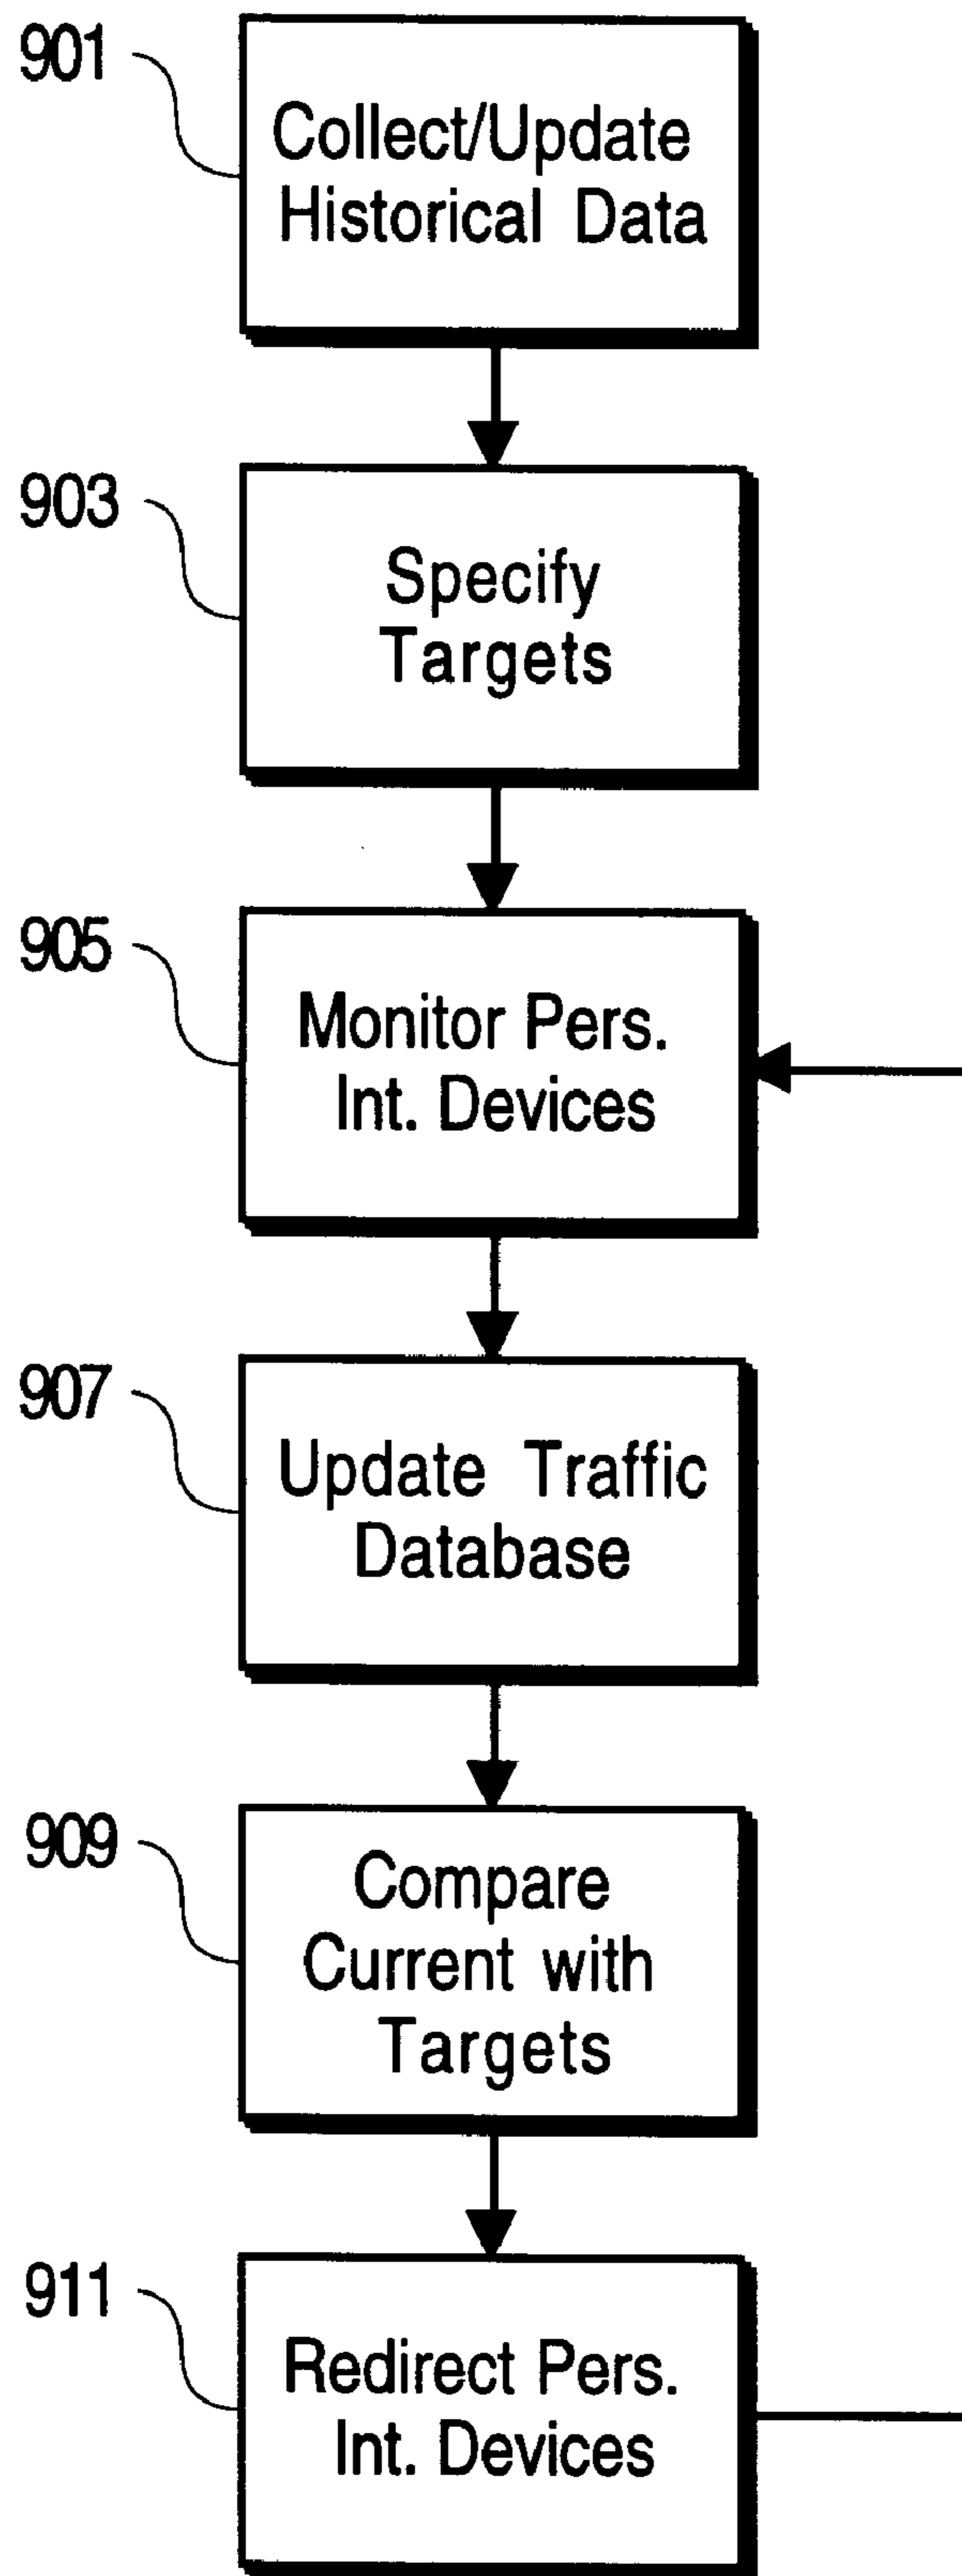 901
Collect/Update
Historical Data
903
Specify
Targets
905
Monitor Pers.
Int. Devices
907
Update Traffic
Database
909
Compare
Current with
Targets
911
Redirect Pers.
Int. Devices